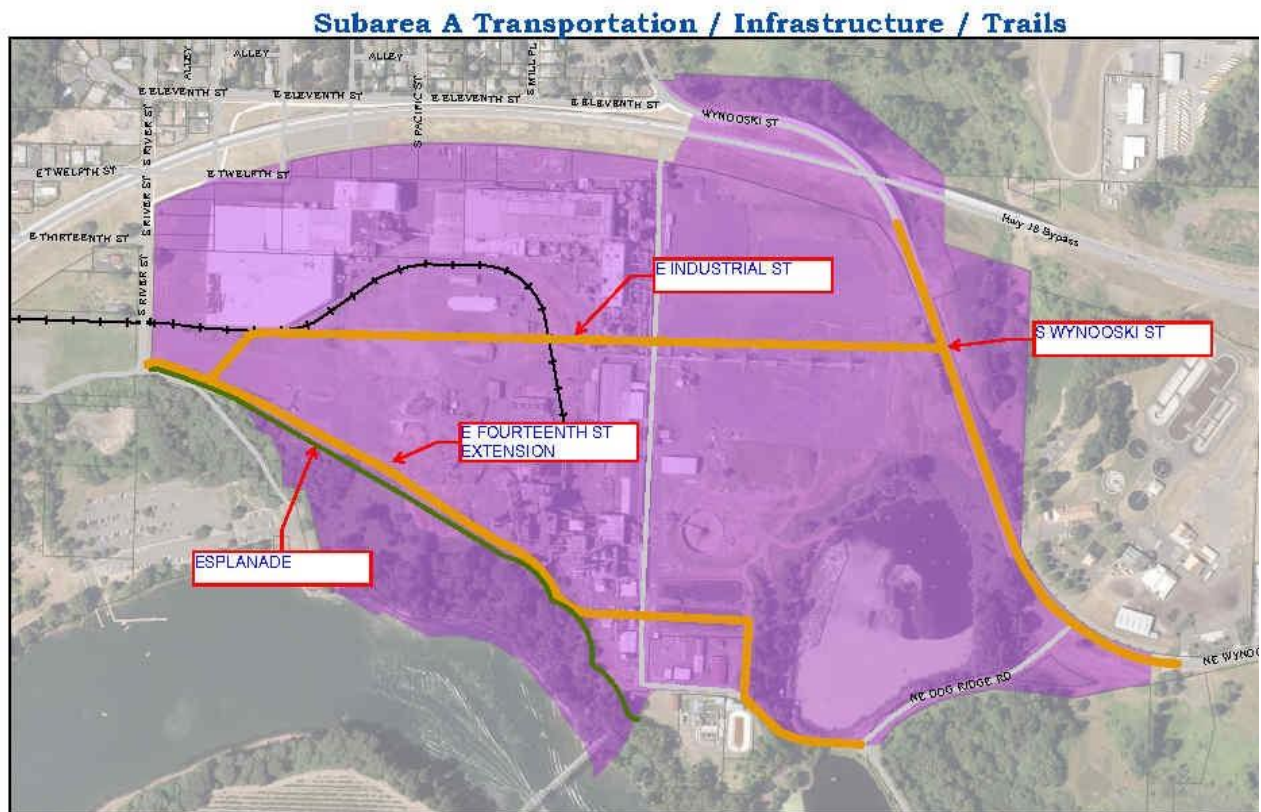 Subarea A Transportation / Infrastructure / Trails
ALLEY
ALLEY
ALLEY
S MILL PL
E ELEVENTH ST
E ELEVENTH ST
E ELEVENTH ST
E ELEVENTH ST
S RIVER ST
S PACIFIC ST
WYNOOSKI ST
E TWELFTH ST
E TWELFTH ST
S RIVER ST
Hwy 18 Bypass
E THIRTEENTH ST
S RIVER ST
E INDUSTRIAL ST
S WYNOOSKI ST
E FOURTEENTH ST
EXTENSION
ESPLANADE
NE WYNOO
NE DOG RIDGE RD